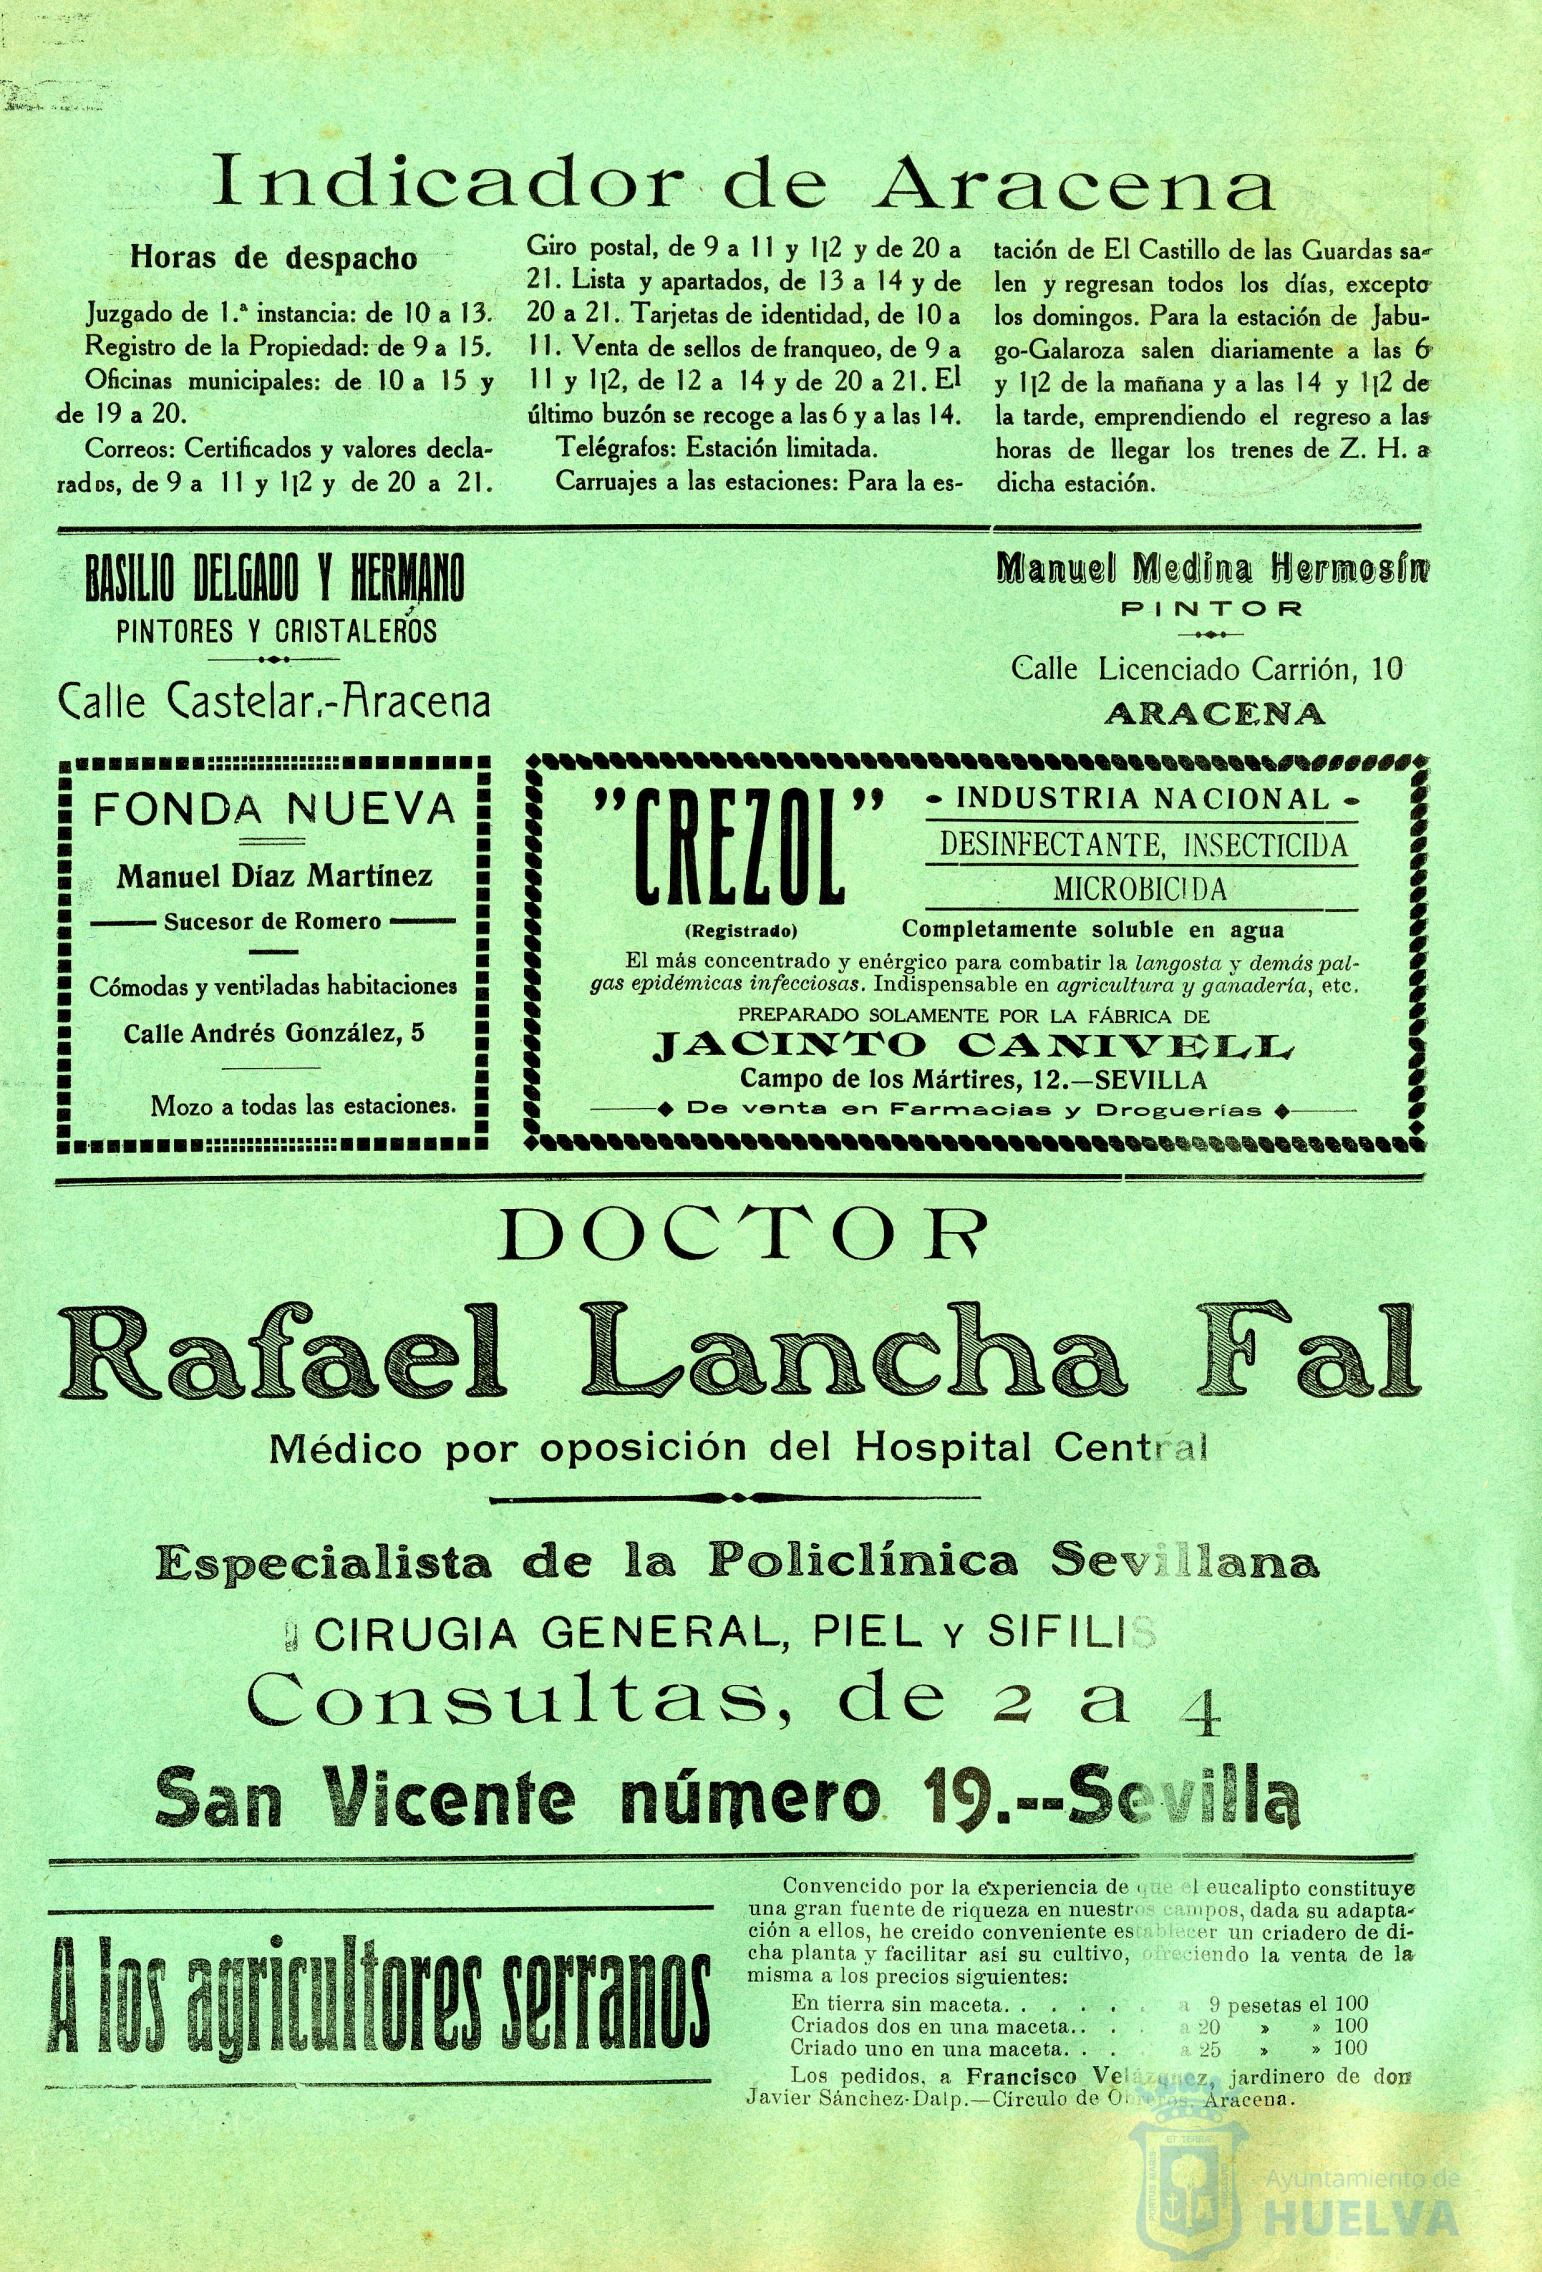 Indicador de Aracena
Horas de despacho
Juzgado de 1.ª instancia: de 10 a 13.
Registro de la Propiedad: de 9 a 15.
Oficinas municipales: de 10 a 15 y
de 19 a 20.
Correos: Certificados y valores decla-
rados, de 9 a 11 y 1|2 y de 20 a 21.
Giro postal, de 9 a 11 y 1|2 y de 20 a
21. Lista y apartados, de 13 a 14 y de
20 a 21. Tarjetas de identidad, de 10 a
11. Venta de sellos de franqueo, de 9 a
11 y 1|2, de 12 a 14 y de 20 a 21. El
último buzón se recoge a las 6 y a las 14.
Telégrafos: Estación limitada.
Carruajes a las estaciones: Para la es-
tación de El Castillo de las Guardas sa-
len y regresan todos los días, excepto
los domingos. Para la estación de Jabu-
go-Galaroza salen diariamente a las 6
y 1|2 de la mañana y a las 14 y 1|2 de
la tarde, emprendiendo el regreso a las
horas de llegar los trenes de Z. H. a
dicha estación.
BASILIO DELGADO Y HERMANO
PINTORES Y CRISTALEROS
Calle Castelar.-Aracena
Manuel Medina Hermosín
PINTOR
Calle Licenciado Carrión, 10
ARACENA
FONDA NUEVA
Manuel Díaz Martínez
Sucesor de Romero
Cómodas y ventiladas habitaciones
Calle Andrés González, 5
Mozo a todas las estaciones.
"CREZOL"
(Registrado)
- INDUSTRIA NACIONAL -
DESINFECTANTE, INSECTICIDA
MICROBICIDA
Completamente soluble en agua
El más concentrado y enérgico para combatir la langosta y demás pal-
gas epidémicas infecciosas. Indispensable en agricultura y ganadería, etc.
PREPARADO SOLAMENTE POR LA FÁBRICA DE
JACINTO CANIVELL
Campo de los Mártires, 12.—SEVILLA
De venta en Farmacias y Droguerías
DOCTOR
Rafael Lancha Fal
Médico por oposición del Hospital Central
Especialista de la Policlínica Sevillana
CIRUGIA GENERAL, PIEL Y SIFILIS
Consultas, de 2 a 4
San Vicente número 19.--Sevilla
A los agricultores serranos
Convencido por la experiencia de que el eucalipto constituye
una gran fuente de riqueza en nuestros campos, dada su adapta-
ción a ellos, he creído conveniente establecer un criadero de di-
cha planta y facilitar así su cultivo, ofreciendo la venta de la
misma a los precios siguientes:
En tierra sin maceta. . . . . . a 9 pesetas el 100
Criados dos en una maceta.. . . a 20 » » 100
Criado uno en una maceta. . . . a 25 » » 100
Los pedidos, a Francisco Velázquez, jardinero de don
Javier Sánchez-Dalp.—Círculo de Obreros, Aracena.
ET TERRÆ
PORTUS MARIS
CUSTODIA
Ayuntamiento de
HUELVA